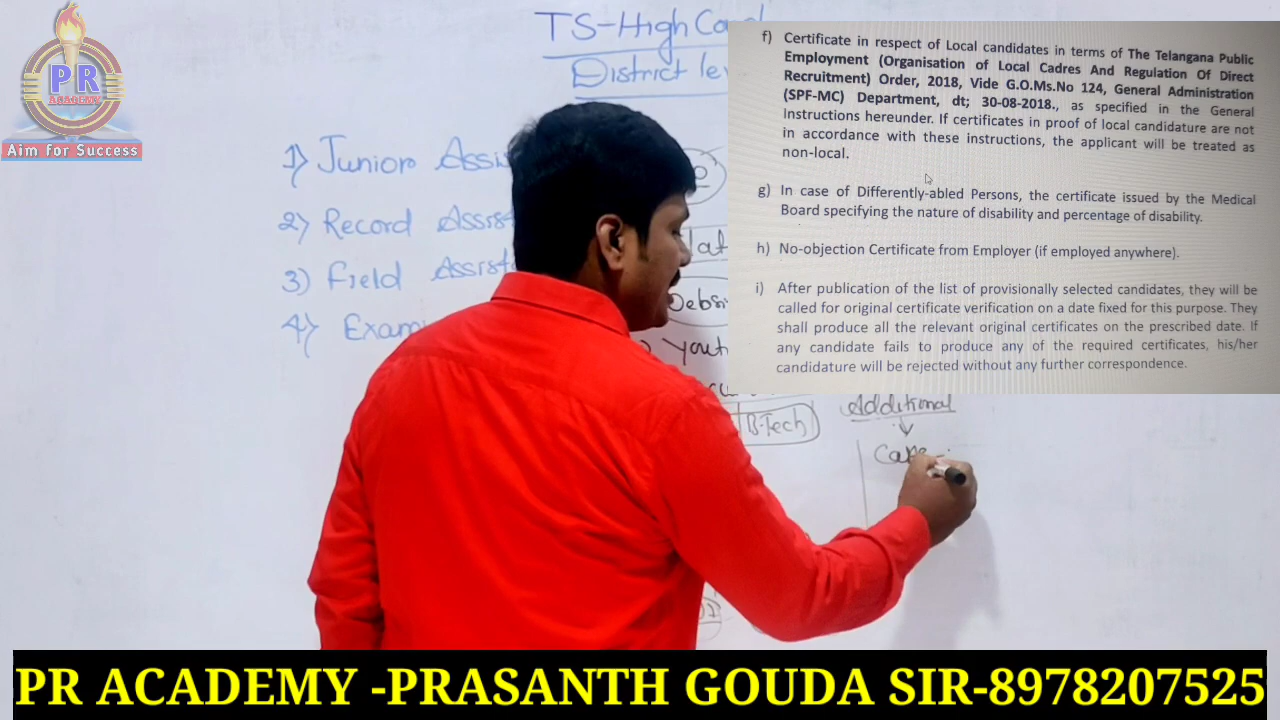 PR
ACADEMY
Aim for Success
TS-High
District
1) Junior
2) Record
3) Field
4)
B.Tech
Additional
f) Certificate in respect of Local candidates in terms of The Telangana Public
Employment (Organisation of Local Cadres And Regulation Of Direct
Recruitment) Order, 2018, Vide G.O.Ms.No 124, General Administration
(SPF-MC) Department, dt; 30-08-2018., as specified in the General
Instructions hereunder. If certificates in proof of local candidature are not
in accordance with these instructions, the applicant will be treated as
non-local.
g) In case of Differently-abled Persons, the certificate issued by the Medical
Board specifying the nature of disability and percentage of disability.
h) No-objection Certificate from Employer (if employed anywhere).
i) After publication of the list of provisionally selected candidates, they will be
called for original certificate verification on a date fixed for this purpose. They
shall produce all the relevant original certificates on the prescribed date. If
any candidate fails to produce any of the required certificates, his/her
candidature will be rejected without any further correspondence.
PR ACADEMY -PRASANTH GOUDA SIR-8978207525